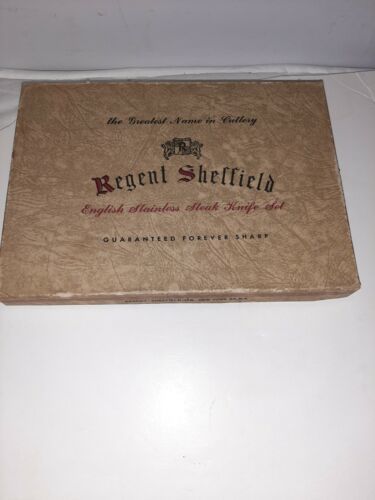 the Greatest Name in Cutlery
R
Regent Sheffield
English Stainless Steak Knife Set
GUARANTEED FOREVER SHARP